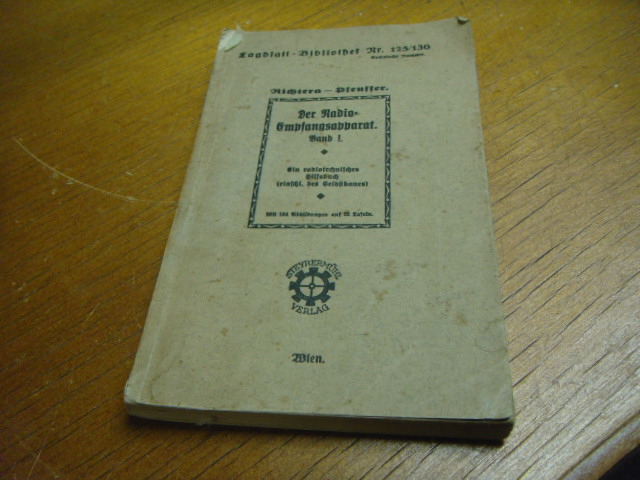 Tagblatt-Bibliothek Nr. 125/130
Richtera — Pfeuffer.
Der Radio-
Empfangsapparat.
Band I.
Ein radiotechnisches
Hilfsbuch
(einschl. des Selbstbaues)
Mit 184 Abbildungen auf Tafeln.
STEYRERMÜHL
VERLAG
Wien.